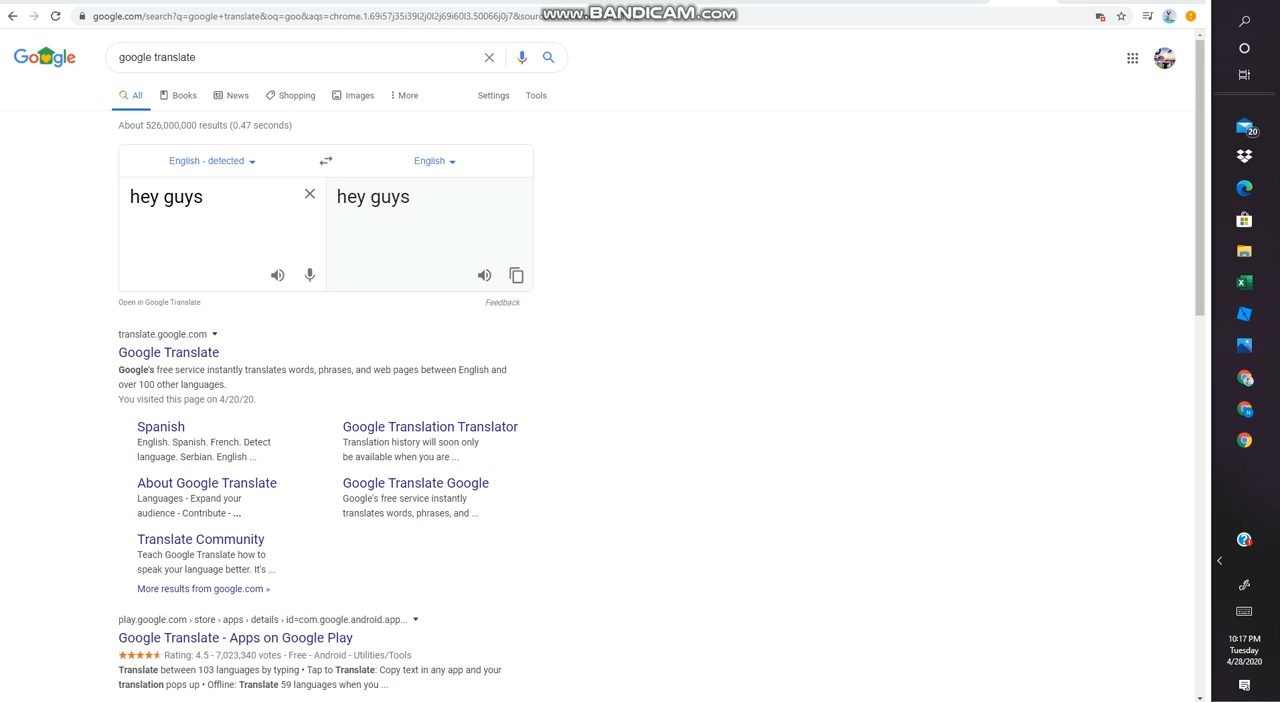 google.com/search?q=google+translate&oq=goo&aqs=chrome.1.69i57j35i39l2j0l2j69i60l3.50066j0j7&sour
www.BANDICAM.com
Google
google translate
All Books News Shopping Images More Settings Tools
About 526,000,000 results (0.47 seconds)
English - detected English
hey guys hey guys
Open in Google Translate Feedback
translate.google.com
Google Translate
Google's free service instantly translates words, phrases, and web pages between English and
over 100 other languages.
You visited this page on 4/20/20.
Spanish
English. Spanish. French. Detect
language. Serbian. English ...
Google Translation Translator
Translation history will soon only
be available when you are ...
About Google Translate
Languages - Expand your
audience - Contribute - ...
Google Translate Google
Google's free service instantly
translates words, phrases, and ...
Translate Community
Teach Google Translate how to
speak your language better. It's ...
More results from google.com »
play.google.com › store › apps › details › id=com.google.android.app...
Google Translate - Apps on Google Play
Rating: 4.5 - 7,023,340 votes - Free - Android - Utilities/Tools
Translate between 103 languages by typing • Tap to Translate: Copy text in any app and your
translation pops up • Offline: Translate 59 languages when you ...
20
10:17 PM
Tuesday
4/28/2020